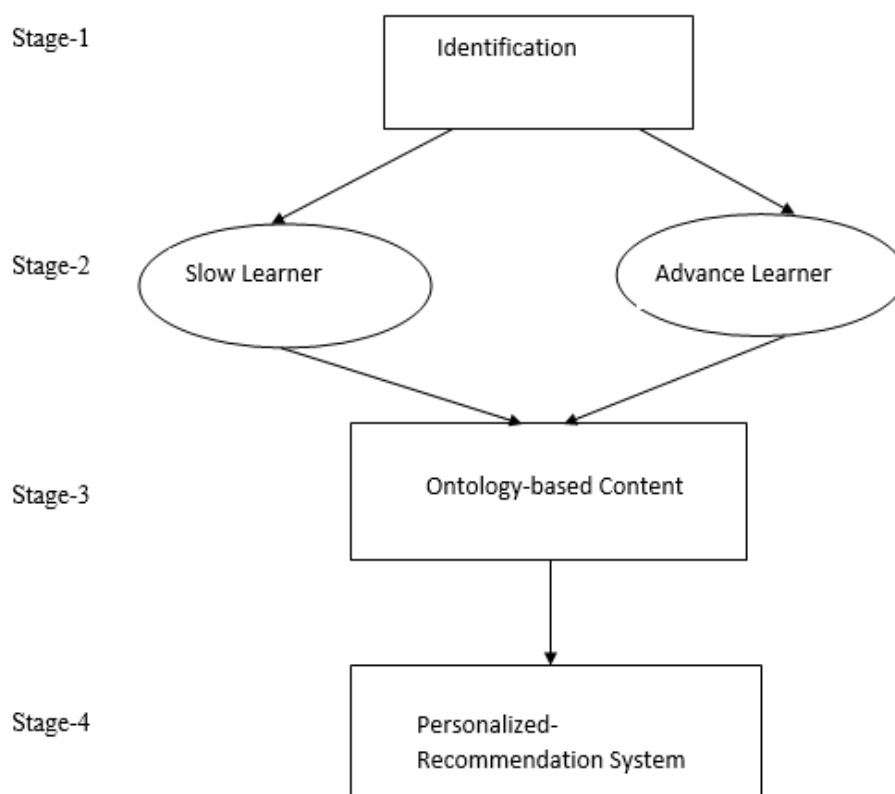 Stage-1
Identification
Stage-2
Slow Learner
Advance Learner
Stage-3
Ontology-based Content
Stage-4
Personalized-
Recommendation System